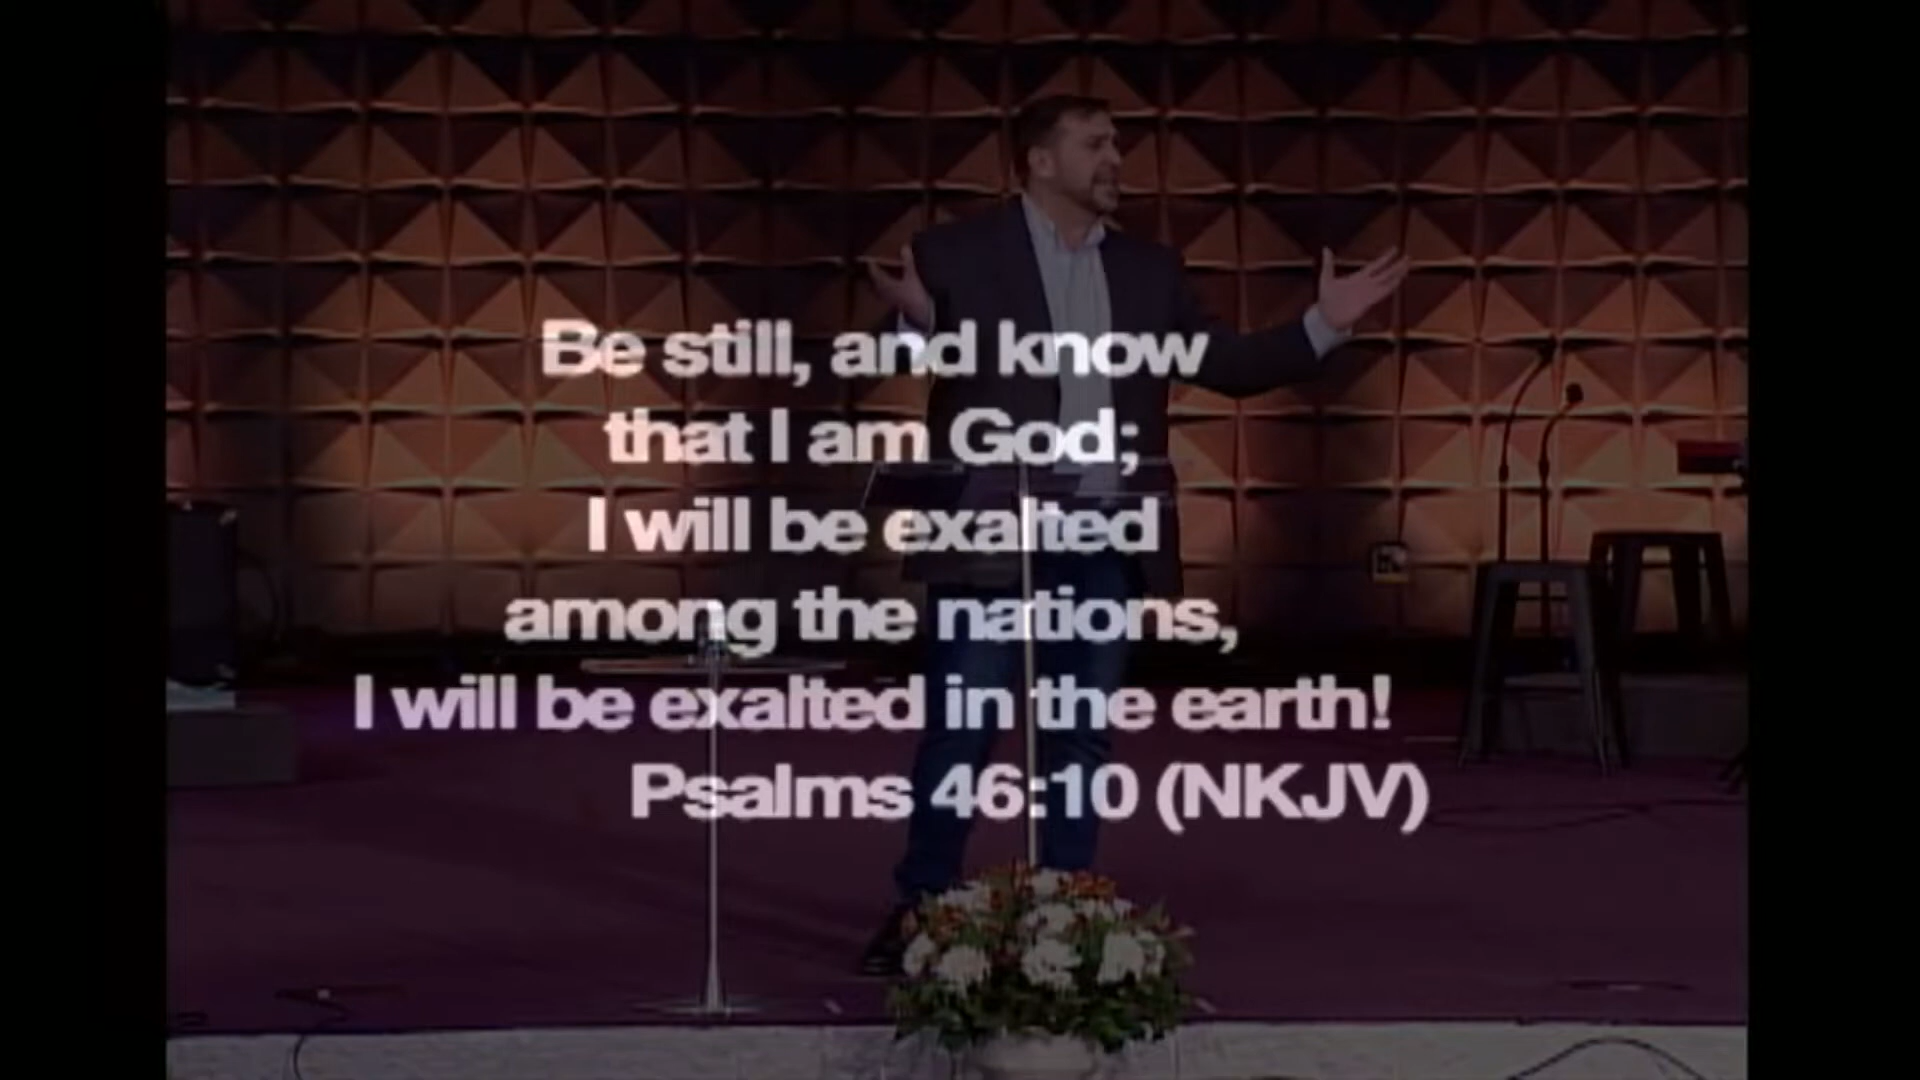 Be still, and know
that I am God;
I will be exalted
among the nations,
I will be exalted in the earth!
Psalms 46:10 (NKJV)